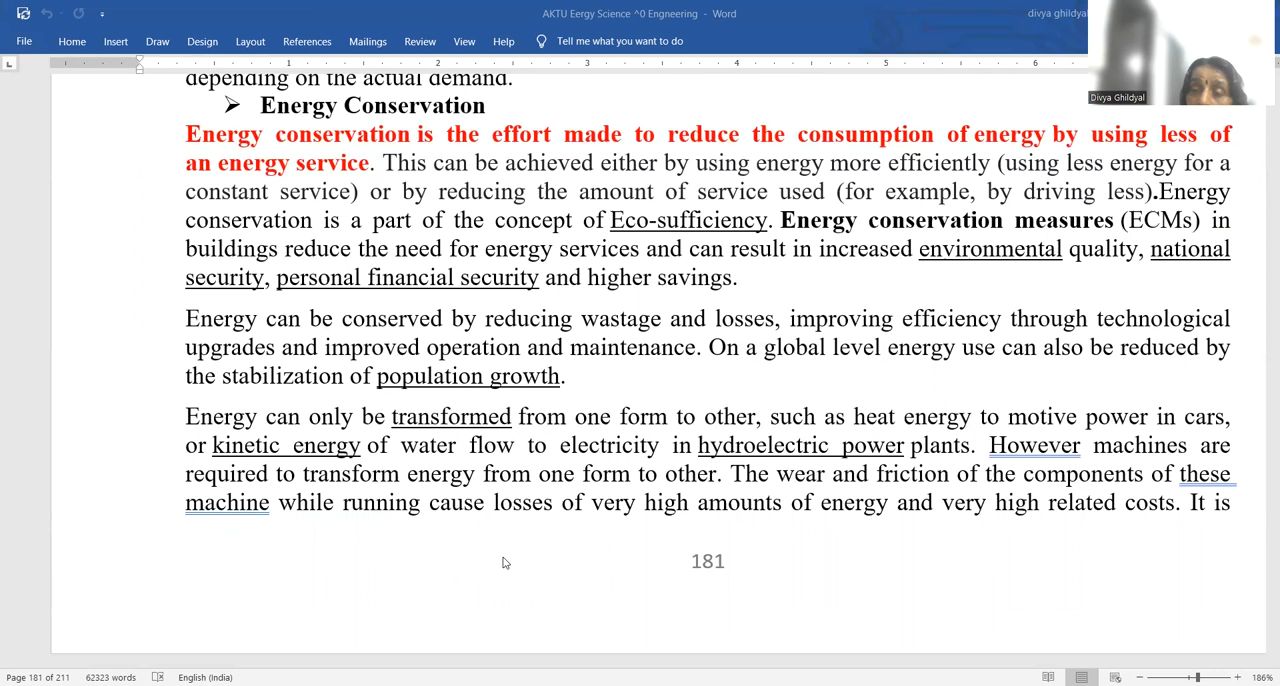 AKTU Eergy Science ^0 Engneering - Word
divya ghildyal
File Home Insert Draw Design Layout References Mailings Review View Help Tell me what you want to do
1 2 3 4 5 6
Divya Ghildyal
depending on the actual demand.
➢ Energy Conservation
Energy conservation is the effort made to reduce the consumption of energy by using less of
an energy service. This can be achieved either by using energy more efficiently (using less energy for a
constant service) or by reducing the amount of service used (for example, by driving less).Energy
conservation is a part of the concept of Eco-sufficiency. Energy conservation measures (ECMs) in
buildings reduce the need for energy services and can result in increased environmental quality, national
security, personal financial security and higher savings.
Energy can be conserved by reducing wastage and losses, improving efficiency through technological
upgrades and improved operation and maintenance. On a global level energy use can also be reduced by
the stabilization of population growth.
Energy can only be transformed from one form to other, such as heat energy to motive power in cars,
or kinetic energy of water flow to electricity in hydroelectric power plants. However machines are
required to transform energy from one form to other. The wear and friction of the components of these
machine while running cause losses of very high amounts of energy and very high related costs. It is
181
Page 181 of 211 62323 words English (India) 186%